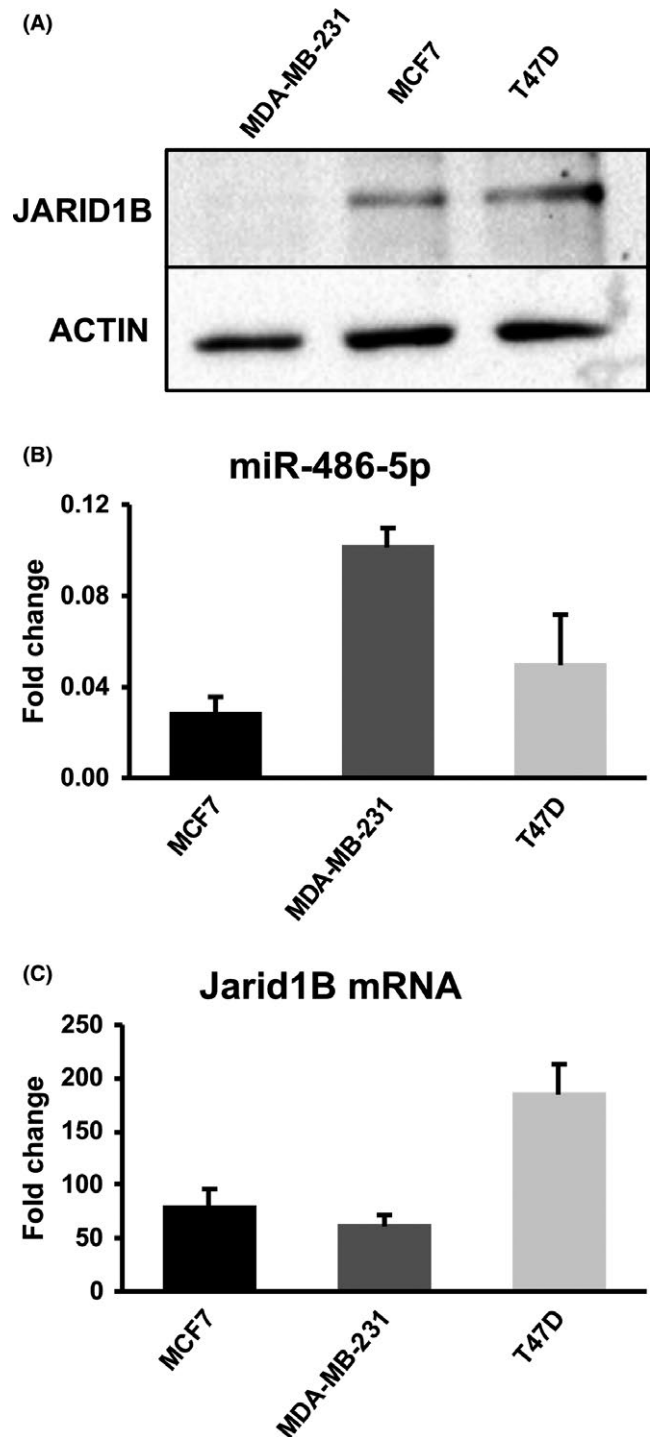 (A)
MDA-MB-231 MCF7 T47D
JARID1B
ACTIN
(B)
miR-486-5p
Fold change
0.12
0.08
0.04
0.00
MCF7 MDA-MB-231 T47D
(C)
Jarid1B mRNA
Fold change
250
200
150
100
50
0
MCF7 MDA-MB-231 T47D